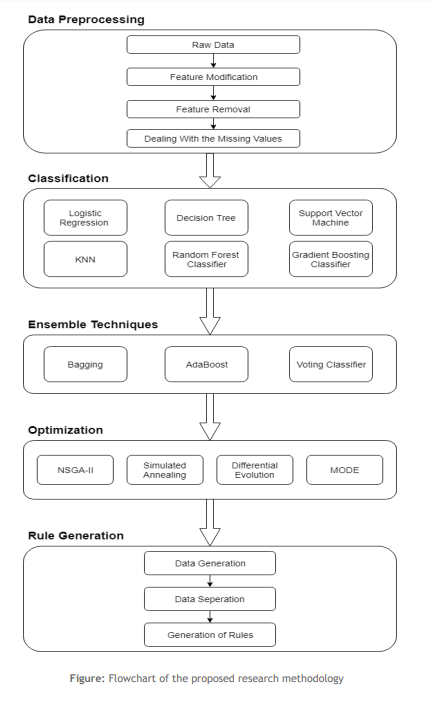 Data Preprocessing
Raw Data
Feature Modification
Feature Removal
Dealing With the Missing Values
Classification
Logistic
Regression
Decision Tree
Support Vector
Machine
KNN
Random Forest
Classifier
Gradient Boosting
Classifier
Ensemble Techniques
Bagging
AdaBoost
Voting Classifier
Optimization
NSGA-II
Simulated
Annealing
Differential
Evolution
MODE
Rule Generation
Data Generation
Data Seperation
Generation of Rules
Figure: Flowchart of the proposed research methodology